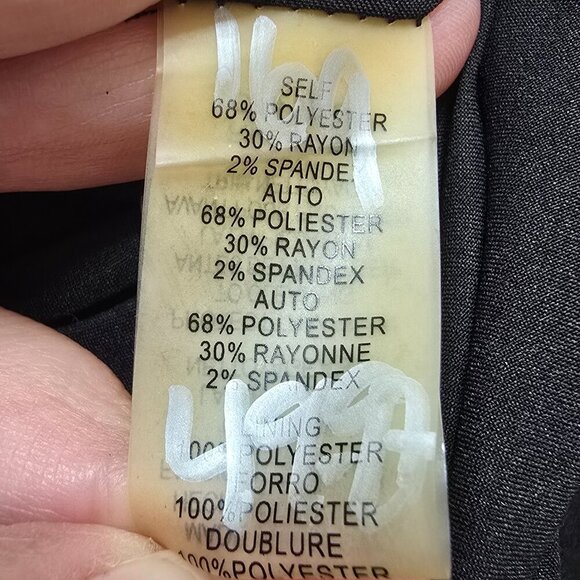 SELF
68% POLYESTER
30% RAYON
2% SPANDEX
AUTO
68% POLIESTER
30% RAYON
2% SPANDEX
AUTO
68% POLYESTER
30% RAYONNE
2% SPANDEX
LINING
100% POLYESTER
FORRO
100% POLIESTER
DOUBLURE
100% POLYESTER